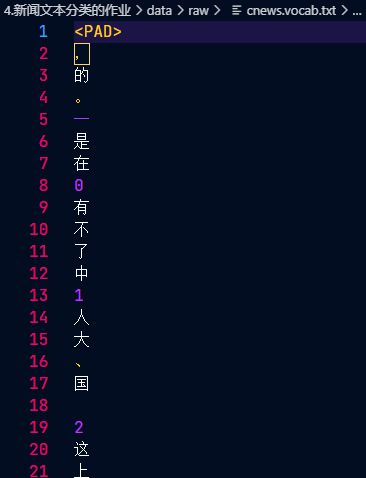 4.新闻文本分类的作业 > data > raw > cnews.vocab.txt > ...
1 <PAD>
2 ，
3 的
4 。
5 一
6 是
7 在
8 0
9 有
10 不
11 了
12 中
13 1
14 人
15 大
16 、
17 国
18
19 2
20 这
21 上